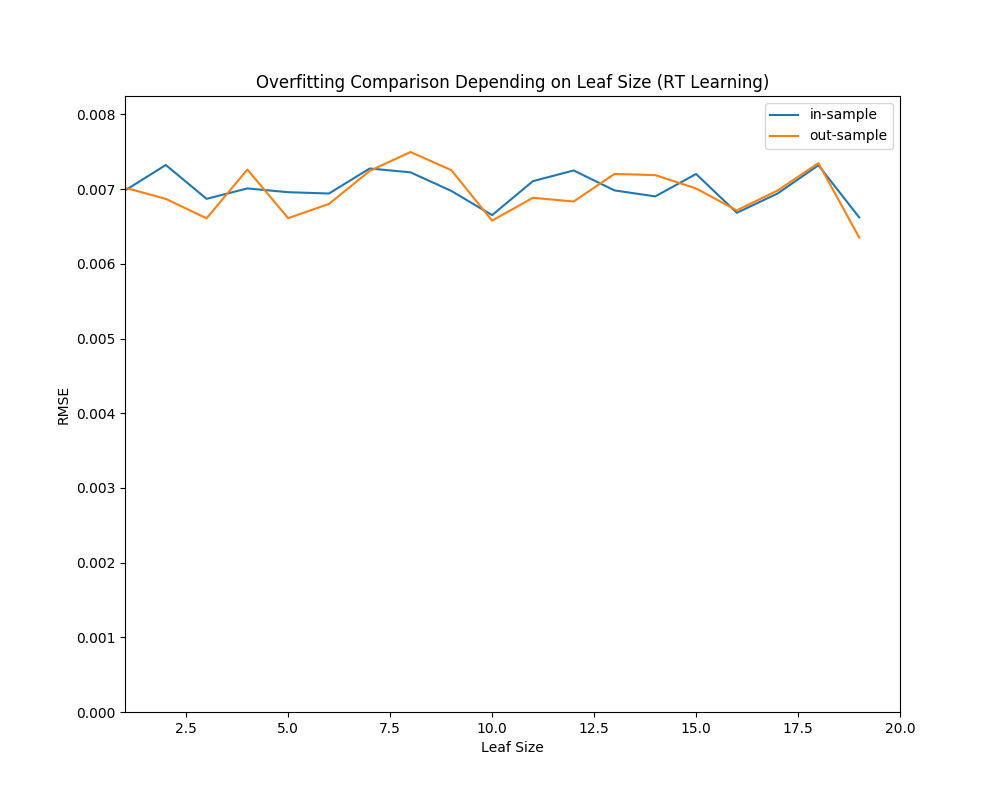 Overfitting Comparison Depending on Leaf Size (RT Learning)
in-sample
out-sample
0.008
0.007
0.006
0.005
0.004
0.003
0.002
0.001
0.000
RMSE
2.5 5.0 7.5 10.0 12.5 15.0 17.5 20.0
Leaf Size